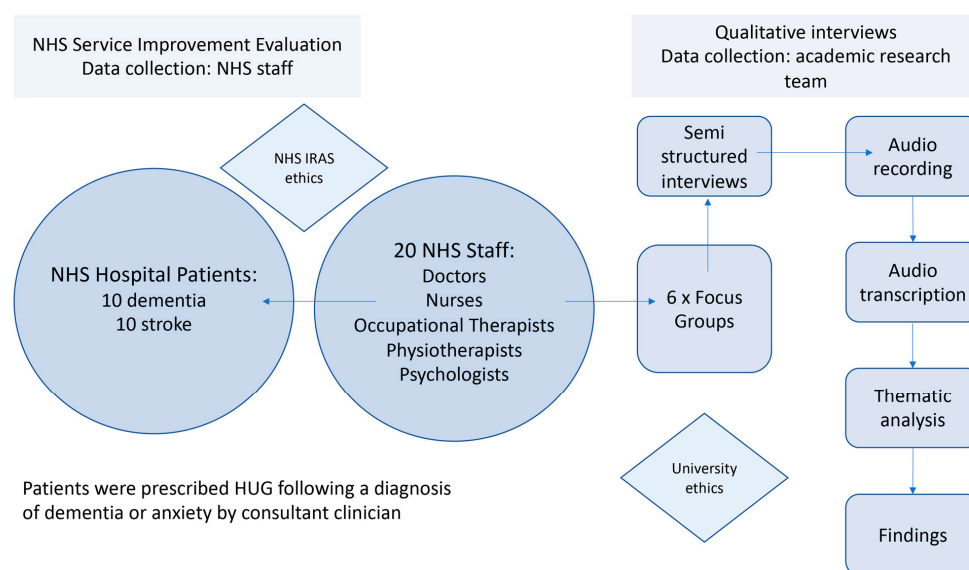 NHS Service Improvement Evaluation
Data collection: NHS staff
Qualitative interviews
Data collection: academic research
team
NHS IRAS
ethics
NHS Hospital Patients:
10 dementia
10 stroke
20 NHS Staff:
Doctors
Nurses
Occupational Therapists
Physiotherapists
Psychologists
6 x Focus
Groups
Semi
structured
interviews
Audio
recording
Audio
transcription
Thematic
analysis
Findings
University
ethics
Patients were prescribed HUG following a diagnosis
of dementia or anxiety by consultant clinician